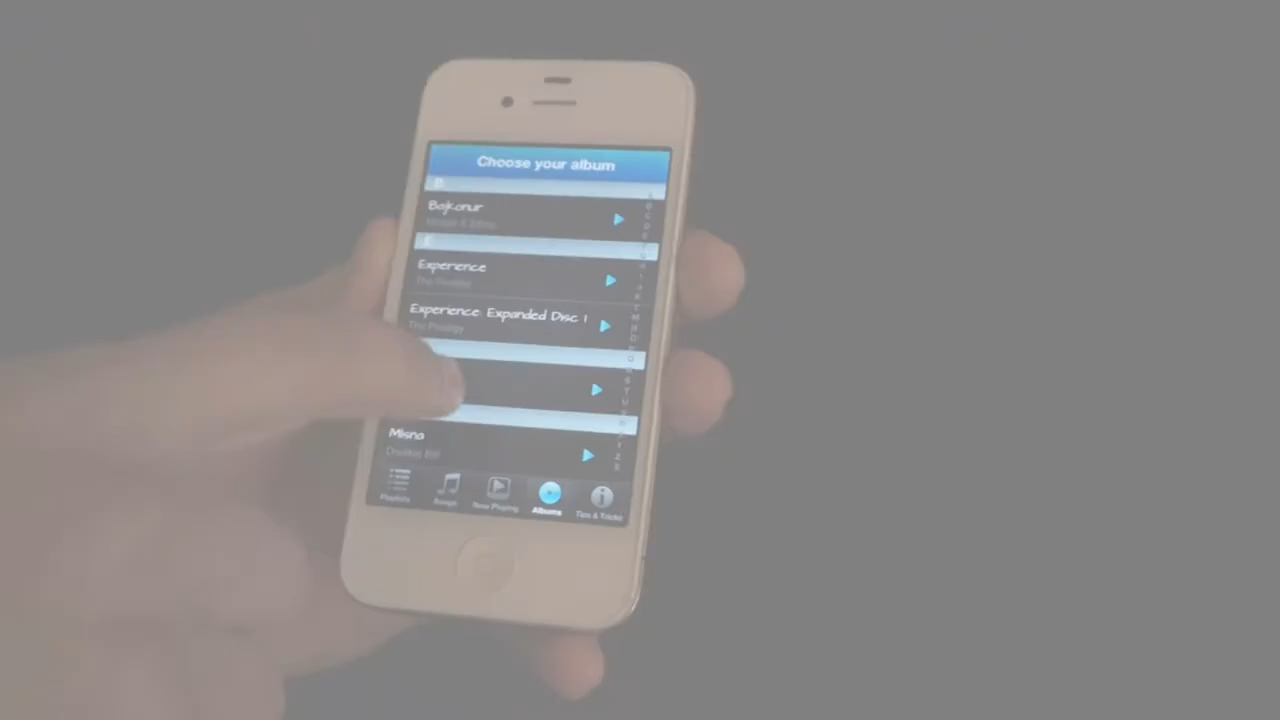 Choose your album
B
Bajkonur
E
Experience
The Prodigy
Experience: Expanded Disc 1
The Prodigy
Misna
Playlists
Songs
Now Playing
Albums
Tips & Tricks